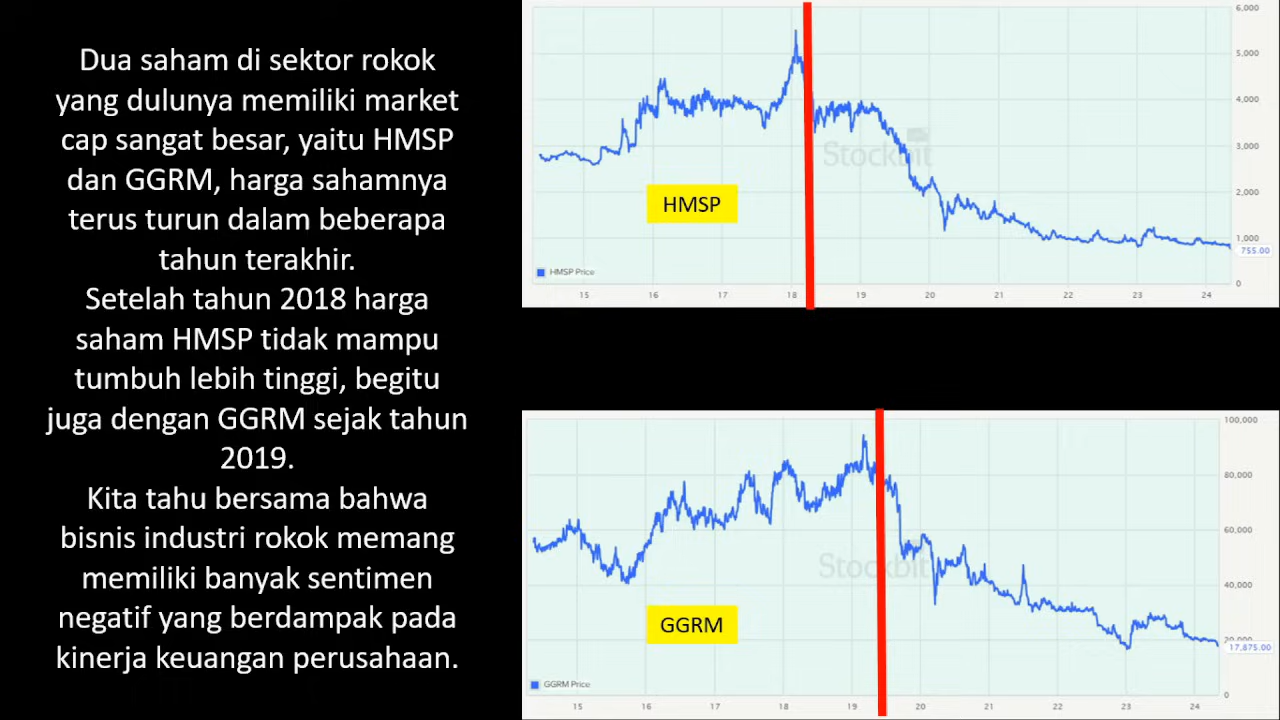 Dua saham di sektor rokok
yang dulunya memiliki market
cap sangat besar, yaitu HMSP
dan GGRM, harga sahamnya
terus turun dalam beberapa
tahun terakhir.
Setelah tahun 2018 harga
saham HMSP tidak mampu
tumbuh lebih tinggi, begitu
juga dengan GGRM sejak tahun
2019.
Kita tahu bersama bahwa
bisnis industri rokok memang
memiliki banyak sentimen
negatif yang berdampak pada
kinerja keuangan perusahaan.
6,000
5,000
4,000
3,000
2,000
1,000
755.00
0
Stockbit
HMSP
HMSP Price
15 16 17 18 19 20 21 22 23 24
100,000
80,000
60,000
40,000
20,000
17,875.00
0
Stockbit
GGRM
GGRM Price
15 16 17 18 19 20 21 22 23 24